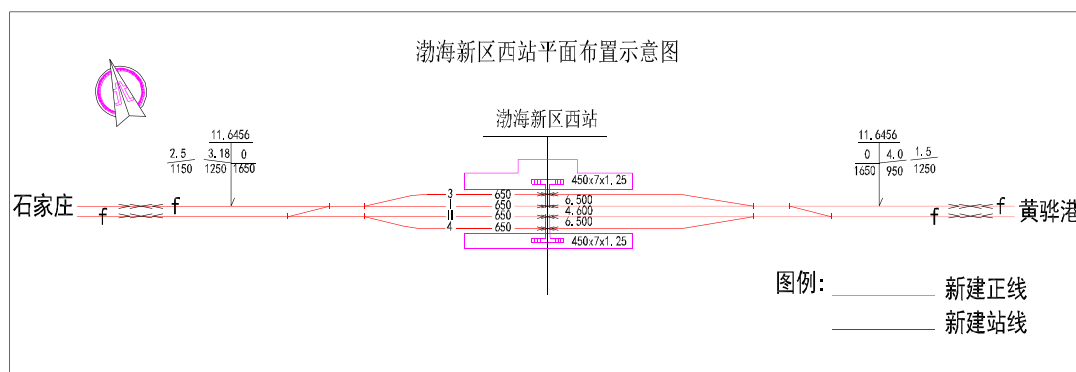 渤海新区西站平面布置示意图
渤海新区西站
11.6456
2.5 3.18 0
1150 1250 1650
11.6456
0 4.0 1.5
1650 950 1250
450x7x1.25
3 650 6.500
I 650 4.600
II 650 6.500
4 650
450x7x1.25
石家庄 f f
f f 黄骅港
图例:
新建正线
新建站线